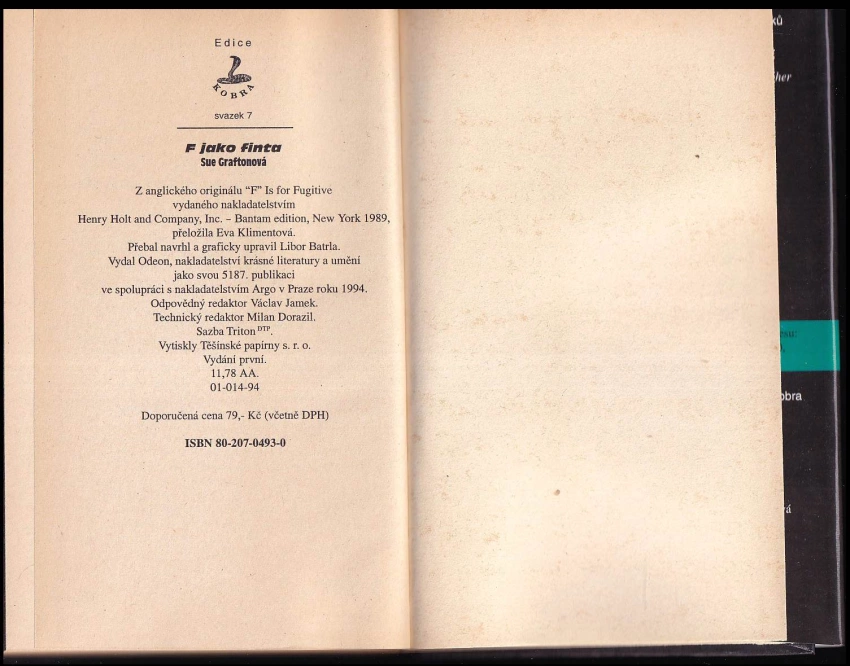 Edice
KOBRA
svazek 7
F jako finta
Sue Graftonová
Z anglického originálu “F” Is for Fugitive
vydaného nakladatelstvím
Henry Holt and Company, Inc. – Bantam edition, New York 1989,
přeložila Eva Klimentová.
Přebal navrhl a graficky upravil Libor Batrla.
Vydal Odeon, nakladatelství krásné literatury a umění
jako svou 5187. publikaci
ve spolupráci s nakladatelstvím Argo v Praze roku 1994.
Odpovědný redaktor Václav Jamek.
Technický redaktor Milan Dorazil.
Sazba Triton DTP.
Vytiskly Těšínské papírny s. r. o.
Vydání první.
11,78 AA.
01-014-94
Doporučená cena 79,- Kč (včetně DPH)
ISBN 80-207-0493-0